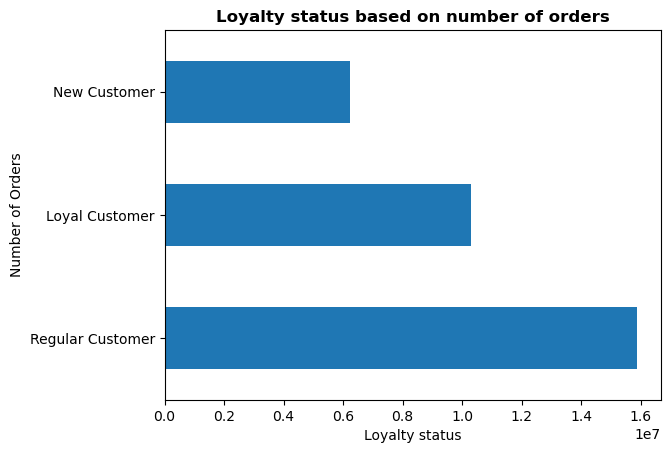 Loyalty status based on number of orders
New Customer
Loyal Customer
Regular Customer
Number of Orders
0.0 0.2 0.4 0.6 0.8 1.0 1.2 1.4 1.6
1e7
Loyalty status